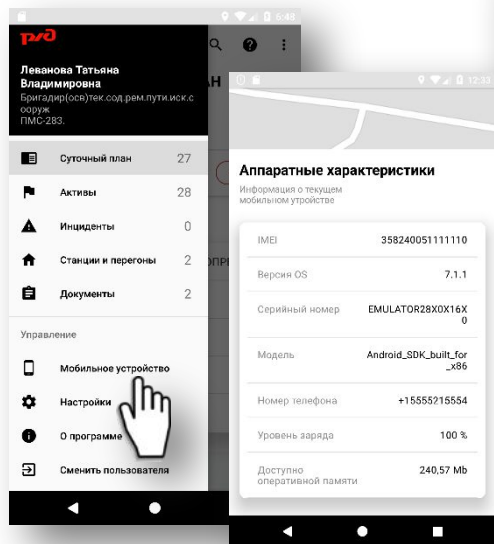 5:48
РЖД
Леванова Татьяна
Владимировна
Бригадир(осв)тек.сод.рем.пути.иск.с
ооруж
ПМС-283.
Суточный план 27
Активы 28
Инциденты 0
Станции и перегоны 2
Документы 2
Управление
Мобильное устройство
Настройки
О программе
Сменить пользователя
12:33
Аппаратные характеристики
Информация о текущем
мобильном утройстве
IMEI 358240051111110
Версия OS 7.1.1
Серийный номер EMULATOR28X0X16X
0
Модель Android_SDK_built_for
_x86
Номер телефона +15555215554
Уровень заряда 100 %
Доступно 240,57 Mb
оперативной памяти